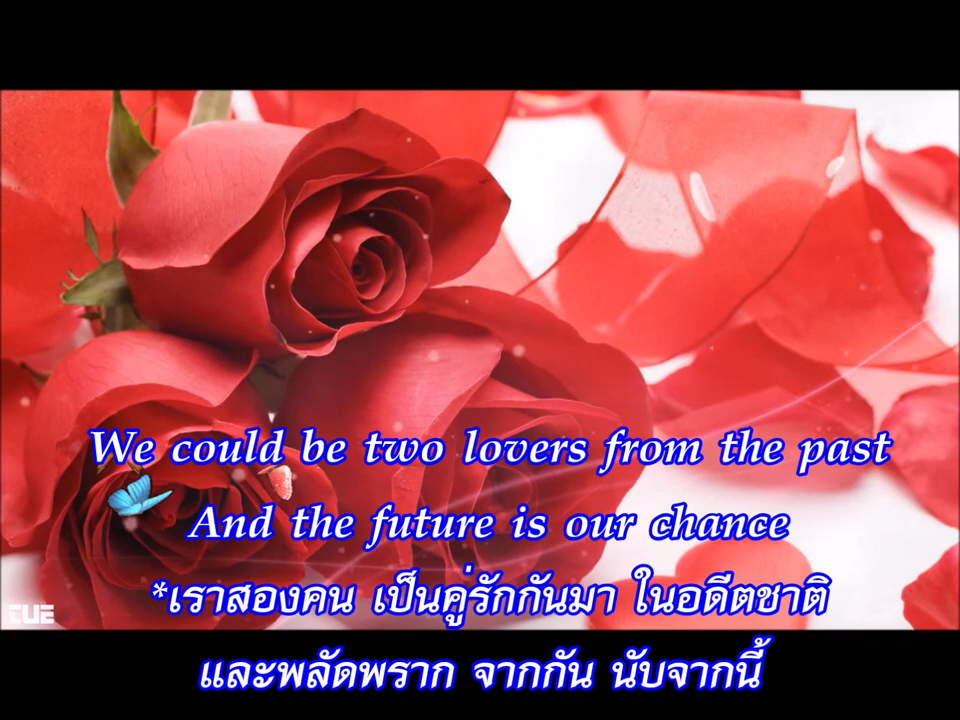 We could be two lovers from the past
And the future is our chance
*เราสองคน เป็นคู่รักกันมา ในอดีตชาติ
และพลัดพราก จากกัน นับจากนี้
CUE